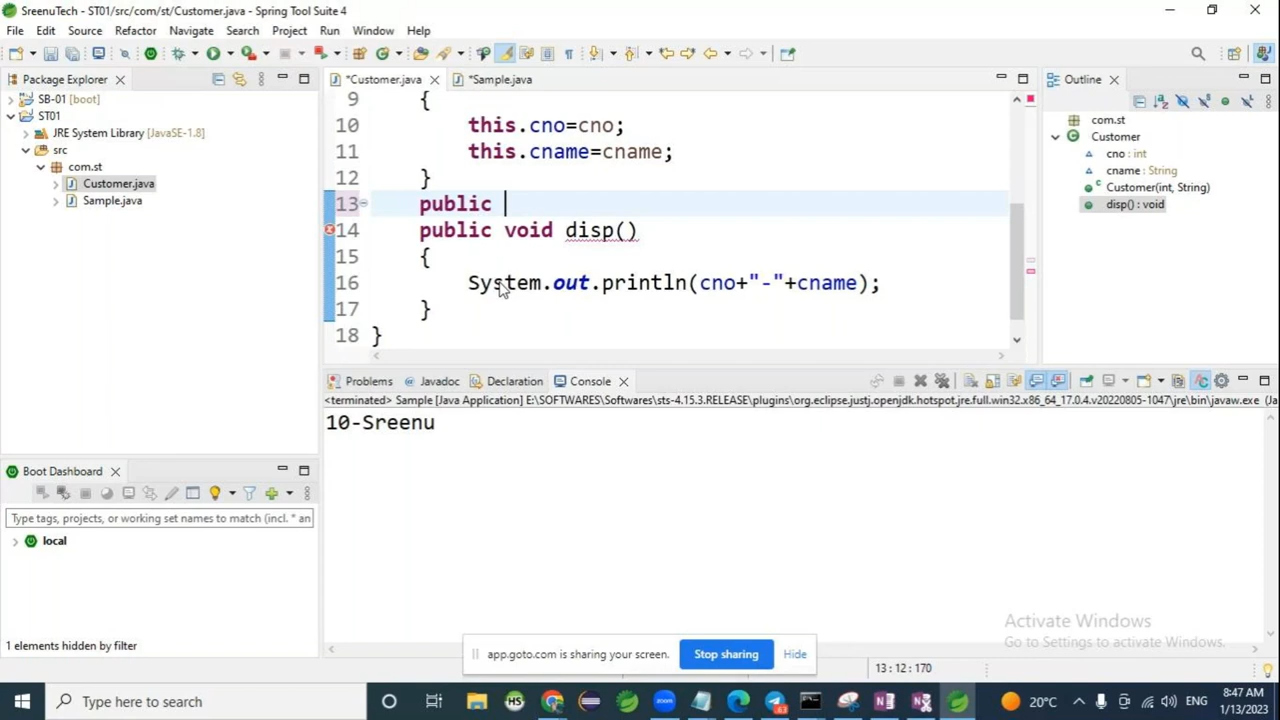 SreenuTech - ST01/src/com/st/Customer.java - Spring Tool Suite 4
File Edit Source Refactor Navigate Search Project Run Window Help
Package Explorer
*Customer.java
*Sample.java
Outline
SB-01 [boot]
ST01
JRE System Library [JavaSE-1.8]
src
com.st
Customer.java
Sample.java
9 {
10 this.cno=cno;
11 this.cname=cname;
12 }
13 public
14 public void disp()
15 {
16 System.out.println(cno+"-"+cname);
17 }
18 }
com.st
Customer
cno : int
cname : String
Customer(int, String)
disp() : void
Problems Javadoc Declaration Console
<terminated> Sample [Java Application] E:\SOFTWARES\Softwares\sts-4.15.3.RELEASE\plugins\org.eclipse.justj.openjdk.hotspot.jre.full.win32.x86_64_17.0.4.v20220805-1047\jre\bin\javaw.exe (Ja
10-Sreenu
Boot Dashboard
Type tags, projects, or working set names to match (incl. * an
local
1 elements hidden by filter
Activate Windows
Go to Settings to activate Windows.
app.goto.com is sharing your screen. Stop sharing Hide
13 : 12 : 170
Type here to search
HS
20°C
ENG
8:47 AM
1/13/2023